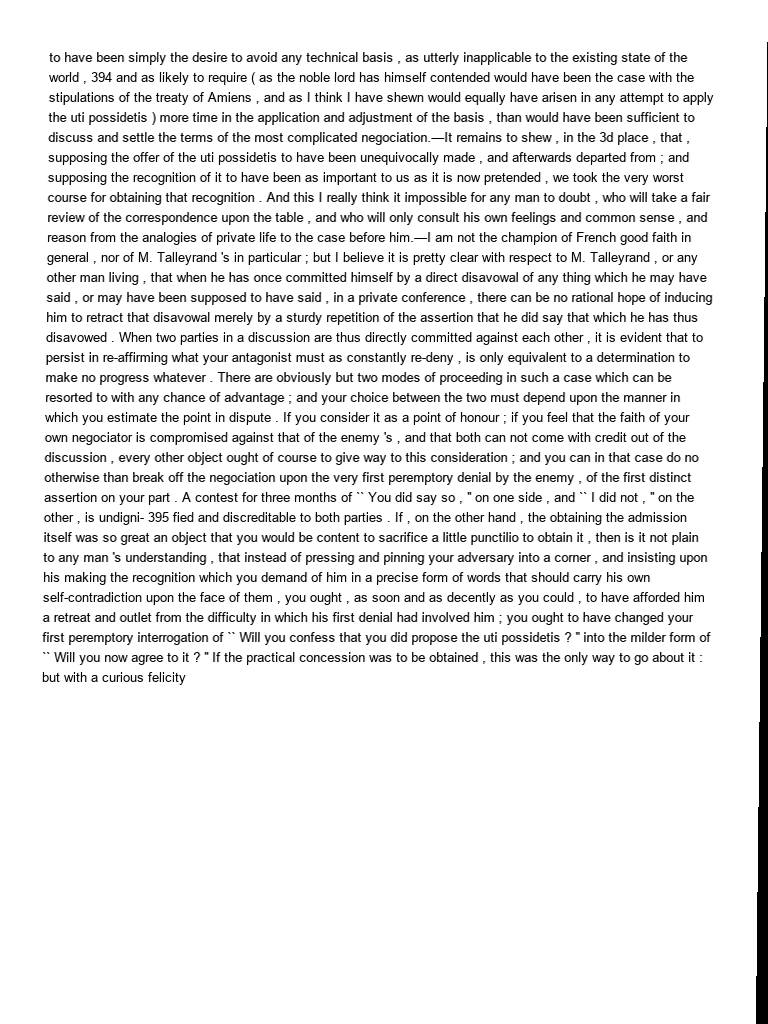 to have been simply the desire to avoid any technical basis , as utterly inapplicable to the existing state of the
world , 394 and as likely to require ( as the noble lord has himself contended would have been the case with the
stipulations of the treaty of Amiens , and as I think I have shewn would equally have arisen in any attempt to apply
the uti possidetis ) more time in the application and adjustment of the basis , than would have been sufficient to
discuss and settle the terms of the most complicated negociation.—It remains to shew , in the 3d place , that ,
supposing the offer of the uti possidetis to have been unequivocally made , and afterwards departed from ; and
supposing the recognition of it to have been as important to us as it is now pretended , we took the very worst
course for obtaining that recognition . And this I really think it impossible for any man to doubt , who will take a fair
review of the correspondence upon the table , and who will only consult his own feelings and common sense , and
reason from the analogies of private life to the case before him.—I am not the champion of French good faith in
general , nor of M. Talleyrand 's in particular ; but I believe it is pretty clear with respect to M. Talleyrand , or any
other man living , that when he has once committed himself by a direct disavowal of any thing which he may have
said , or may have been supposed to have said , in a private conference , there can be no rational hope of inducing
him to retract that disavowal merely by a sturdy repetition of the assertion that he did say that which he has thus
disavowed . When two parties in a discussion are thus directly committed against each other , it is evident that to
persist in re-affirming what your antagonist must as constantly re-deny , is only equivalent to a determination to
make no progress whatever . There are obviously but two modes of proceeding in such a case which can be
resorted to with any chance of advantage ; and your choice between the two must depend upon the manner in
which you estimate the point in dispute . If you consider it as a point of honour ; if you feel that the faith of your
own negociator is compromised against that of the enemy 's , and that both can not come with credit out of the
discussion , every other object ought of course to give way to this consideration ; and you can in that case do no
otherwise than break off the negociation upon the very first peremptory denial by the enemy , of the first distinct
assertion on your part . A contest for three months of `` You did say so , " on one side , and `` I did not , " on the
other , is undigni- 395 fied and discreditable to both parties . If , on the other hand , the obtaining the admission
itself was so great an object that you would be content to sacrifice a little punctilio to obtain it , then is it not plain
to any man 's understanding , that instead of pressing and pinning your adversary into a corner , and insisting upon
his making the recognition which you demand of him in a precise form of words that should carry his own
self-contradiction upon the face of them , you ought , as soon and as decently as you could , to have afforded him
a retreat and outlet from the difficulty in which his first denial had involved him ; you ought to have changed your
first peremptory interrogation of `` Will you confess that you did propose the uti possidetis ? " into the milder form of
`` Will you now agree to it ? " If the practical concession was to be obtained , this was the only way to go about it :
but with a curious felicity